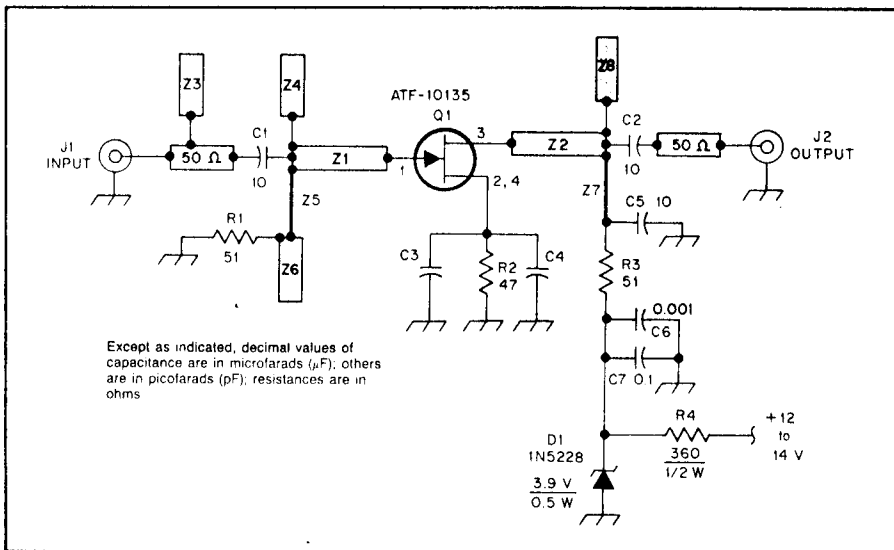 Z3
Z4
Z8
ATF-10135
Q1
J1
INPUT
50 Ω
C1
10
Z1
1
3
2, 4
Z2
C2
10
50 Ω
J2
OUTPUT
Z5
Z7
C5 10
R1
51
Z6
C3
R2
47
C4
R3
51
0.001
C6
C7 0.1
Except as indicated, decimal values of
capacitance are in microfarads (μF); others
are in picofarads (pF); resistances are in
ohms
D1
1N5228
3.9 V
0.5 W
R4
360
1/2 W
+12
to
14 V